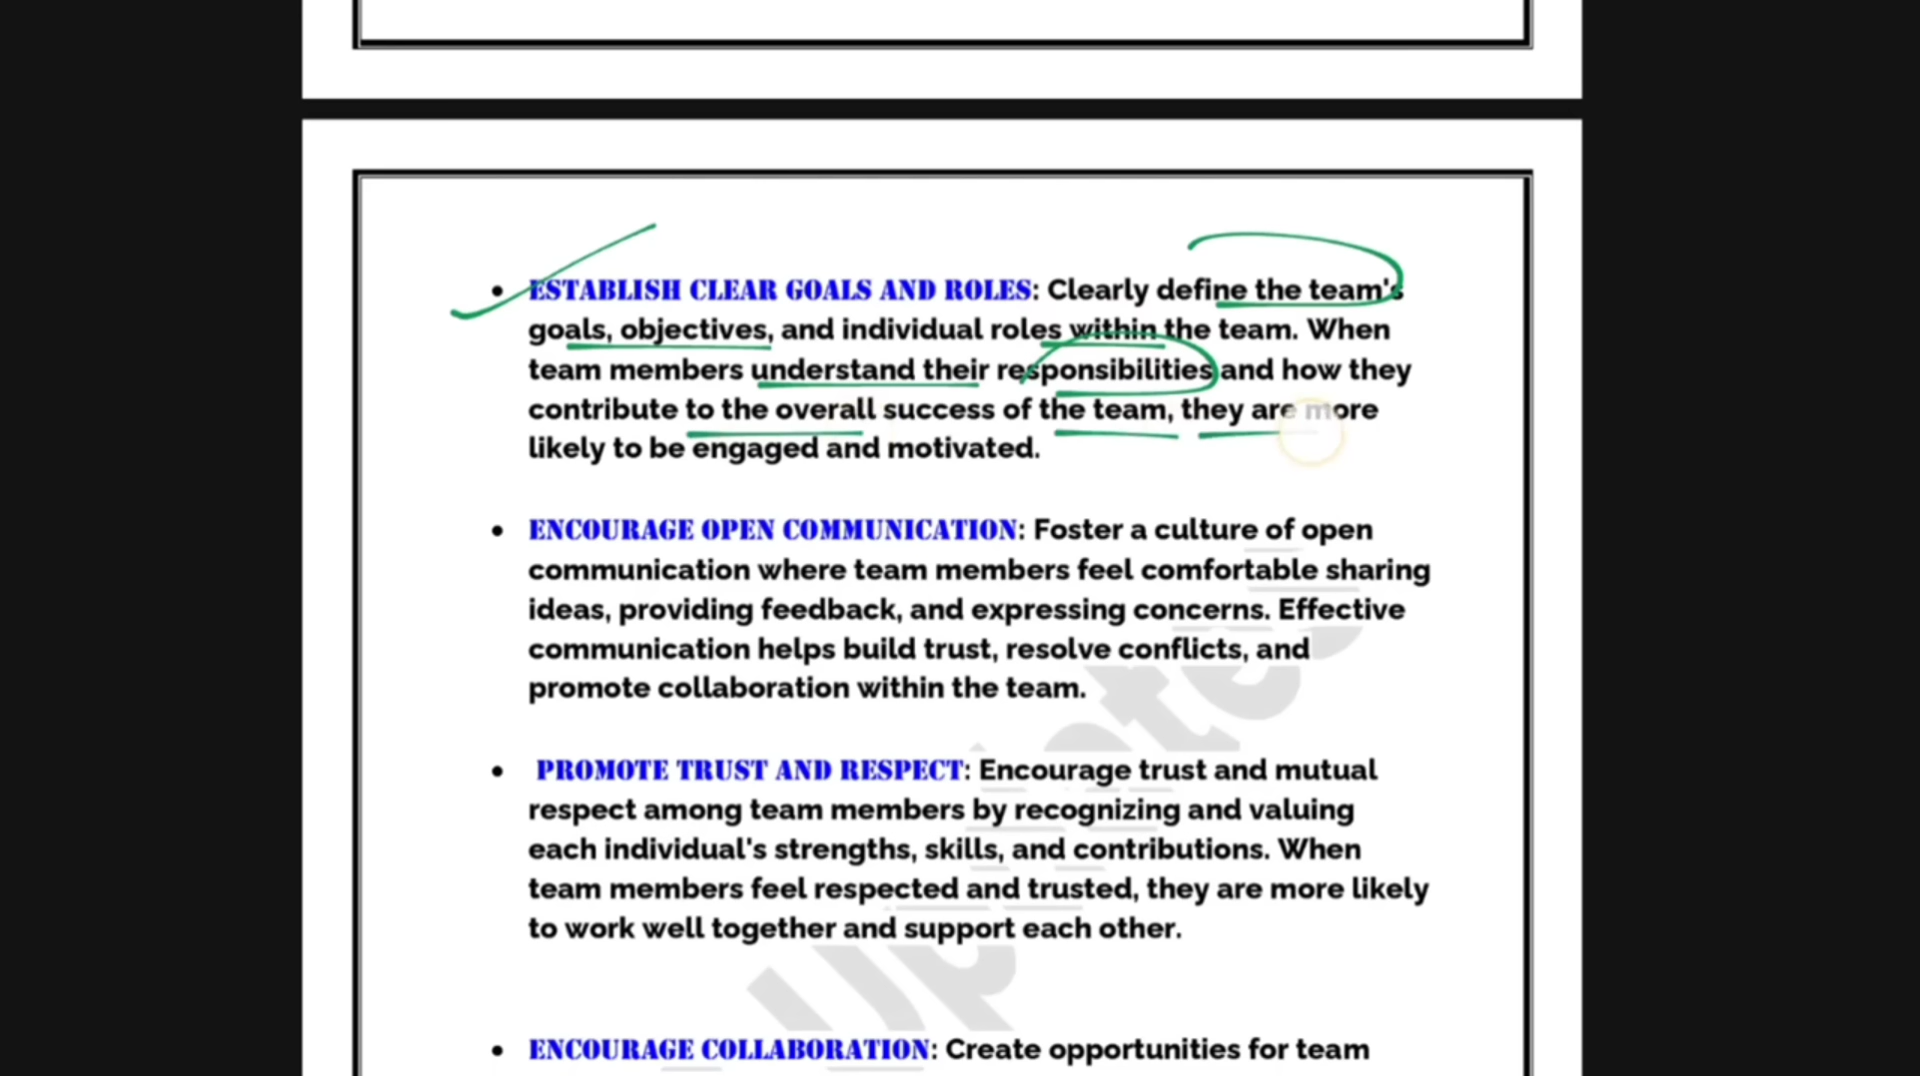 • ESTABLISH CLEAR GOALS AND ROLES: Clearly define the team's
goals, objectives, and individual roles within the team. When
team members understand their responsibilities and how they
contribute to the overall success of the team, they are more
likely to be engaged and motivated.
• ENCOURAGE OPEN COMMUNICATION: Foster a culture of open
communication where team members feel comfortable sharing
ideas, providing feedback, and expressing concerns. Effective
communication helps build trust, resolve conflicts, and
promote collaboration within the team.
• PROMOTE TRUST AND RESPECT: Encourage trust and mutual
respect among team members by recognizing and valuing
each individual's strengths, skills, and contributions. When
team members feel respected and trusted, they are more likely
to work well together and support each other.
• ENCOURAGE COLLABORATION: Create opportunities for team